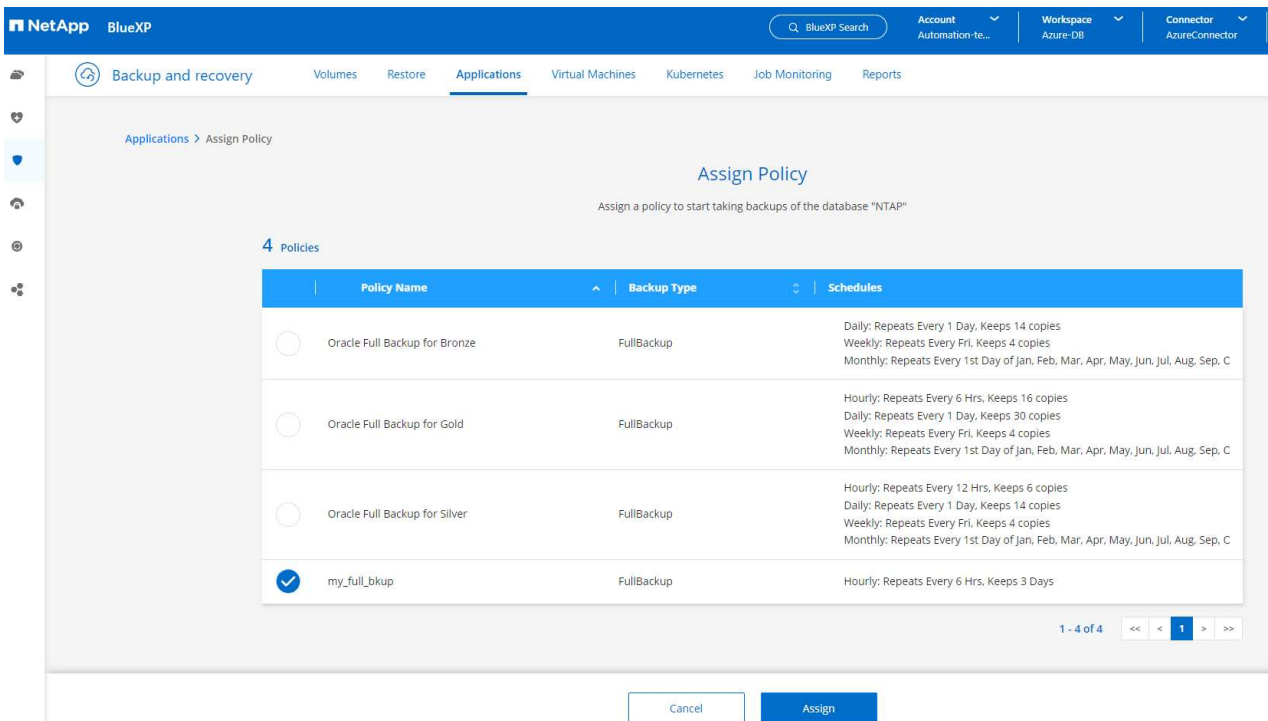 NetApp BlueXP
BlueXP Search
Account
Automation-te...
Workspace
Azure-DB
Connector
AzureConnector
Backup and recovery
Volumes Restore Applications Virtual Machines Kubernetes Job Monitoring Reports
Applications > Assign Policy
Assign Policy
Assign a policy to start taking backups of the database "NTAP"
4 Policies
Policy Name Backup Type Schedules
Oracle Full Backup for Bronze FullBackup
Daily: Repeats Every 1 Day, Keeps 14 copies
Weekly: Repeats Every Fri, Keeps 4 copies
Monthly: Repeats Every 1st Day of Jan, Feb, Mar, Apr, May, Jun, Jul, Aug, Sep, O
Oracle Full Backup for Gold FullBackup
Hourly: Repeats Every 6 Hrs, Keeps 16 copies
Daily: Repeats Every 1 Day, Keeps 30 copies
Weekly: Repeats Every Fri, Keeps 4 copies
Monthly: Repeats Every 1st Day of Jan, Feb, Mar, Apr, May, Jun, Jul, Aug, Sep, O
Oracle Full Backup for Silver FullBackup
Hourly: Repeats Every 12 Hrs, Keeps 6 copies
Daily: Repeats Every 1 Day, Keeps 14 copies
Weekly: Repeats Every Fri, Keeps 4 copies
Monthly: Repeats Every 1st Day of Jan, Feb, Mar, Apr, May, Jun, Jul, Aug, Sep, O
my_full_bkup FullBackup Hourly: Repeats Every 6 Hrs, Keeps 3 Days
1 - 4 of 4 << < 1 > >>
Cancel Assign